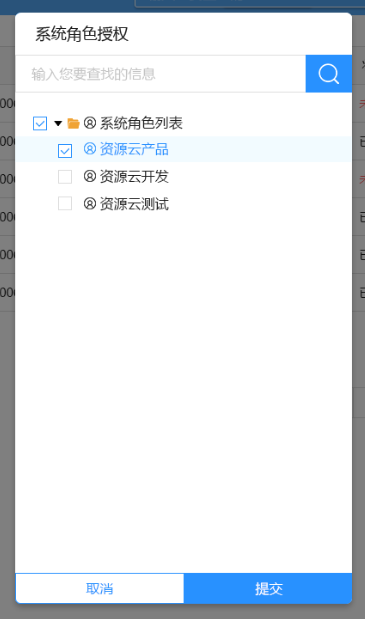 系统角色授权
输入您要查找的信息
系统角色列表
资源云产品
资源云开发
资源云测试
取消
提交